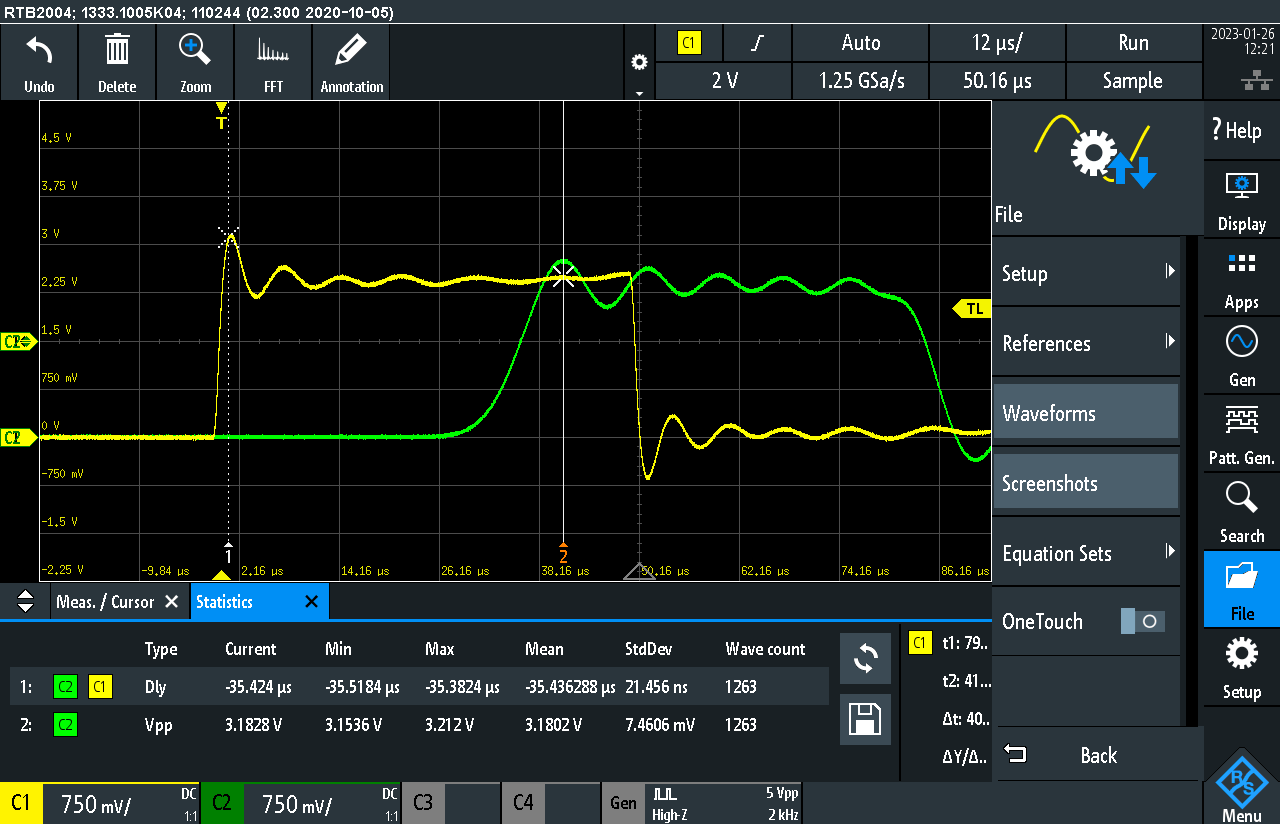 RTB2004; 1333.1005K04; 110244 (02.300 2020-10-05)
Undo Delete Zoom FFT Annotation
C1 Auto 12 µs/ Run
2 V 1.25 GSa/s 50.16 µs Sample
2023-01-26
12:21
T
4.5 V
3.75 V
3 V
2.25 V
1.5 V
750 mV
0 V
-750 mV
-1.5 V
-2.25 V
-9.84 µs 2.16 µs 14.16 µs 26.16 µs 38.16 µs 50.16 µs 62.16 µs 74.16 µs 86.16 µs
1
2
TL
File
Setup
References
Waveforms
Screenshots
Equation Sets
OneTouch
Back
? Help
Display
Apps
Gen
Patt. Gen.
Search
File
Setup
R&S
Menu
Meas. / Cursor Statistics
Type Current Min Max Mean StdDev Wave count
1: C2 C1 Dly -35.424 µs -35.5184 µs -35.3824 µs -35.436288 µs 21.456 ns 1263
2: C2 Vpp 3.1828 V 3.1536 V 3.212 V 3.1802 V 7.4606 mV 1263
C1 t1: 79..
t2: 41...
Δt: 40..
ΔY/Δ..
C1 750 mV/ DC 1:1
C2 750 mV/ DC 1:1
C3
C4
Gen High-Z 5 Vpp 2 kHz